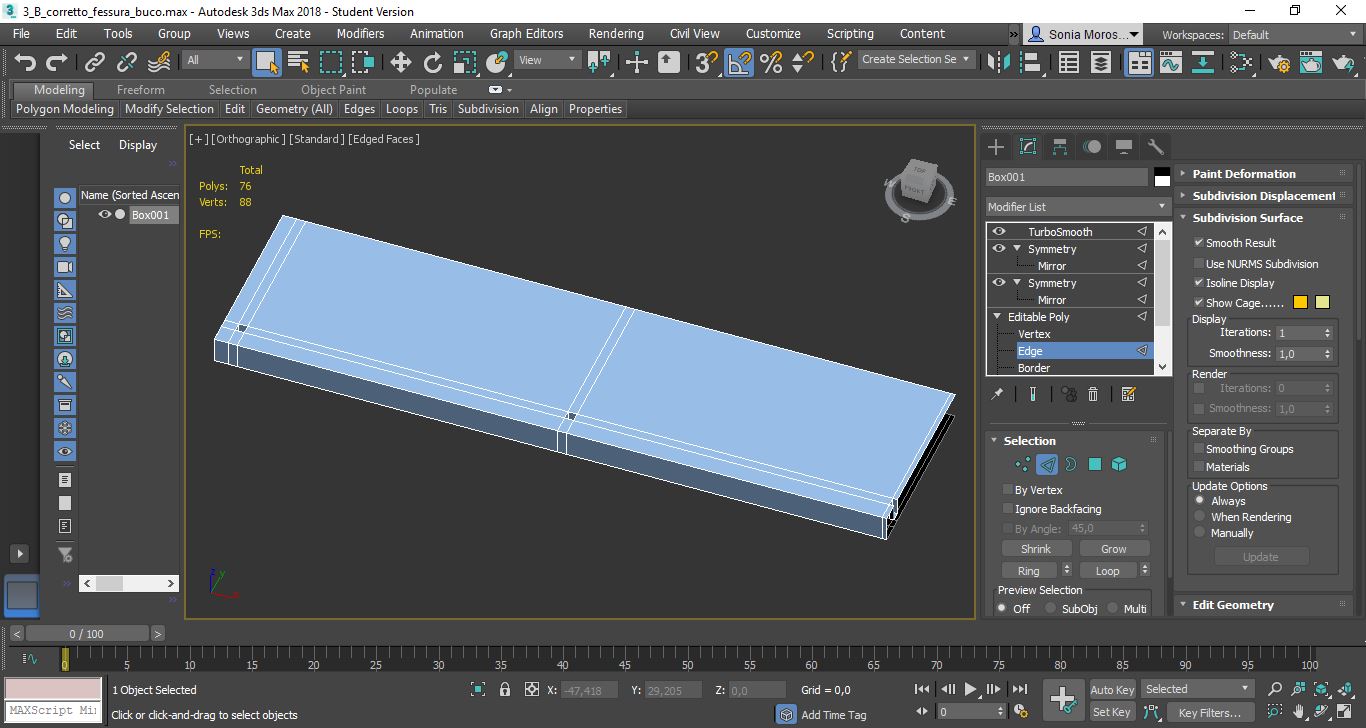 3_B_corretto_fessura_buco.max - Autodesk 3ds Max 2018 - Student Version
File Edit Tools Group Views Create Modifiers Animation Graph Editors Rendering Civil View Customize Scripting Content » Sonia Moros... Workspaces: Default
All View Create Selection Se
Modeling Freeform Selection Object Paint Populate
Polygon Modeling Modify Selection Edit Geometry (All) Edges Loops Tris Subdivision Align Properties
Select Display
Name (Sorted Ascen
Box001
[+] [Orthographic] [Standard] [Edged Faces]
Total
Polys: 76
Verts: 88
FPS:
TOP
FRONT
W
S
E
z
y
x
Box001
Modifier List
TurboSmooth
Symmetry
Mirror
Symmetry
Mirror
Editable Poly
Vertex
Edge
Border
Selection
By Vertex
Ignore Backfacing
By Angle: 45,0
Shrink Grow
Ring Loop
Preview Selection
Off SubObj Multi
Paint Deformation
Subdivision Displacement
Subdivision Surface
Smooth Result
Use NURMS Subdivision
Isoline Display
Show Cage......
Display
Iterations: 1
Smoothness: 1,0
Render
Iterations: 0
Smoothness: 1,0
Separate By
Smoothing Groups
Materials
Update Options
Always
When Rendering
Manually
Update
Edit Geometry
< 0 / 100 >
0 5 10 15 20 25 30 35 40 45 50 55 60 65 70 75 80 85 90 95 100
1 Object Selected
X: -47,418 Y: 29,205 Z: 0,0 Grid = 0,0
Auto Key Selected
MAXScript Mi
Click or click-and-drag to select objects
Add Time Tag
0
Set Key Key Filters...